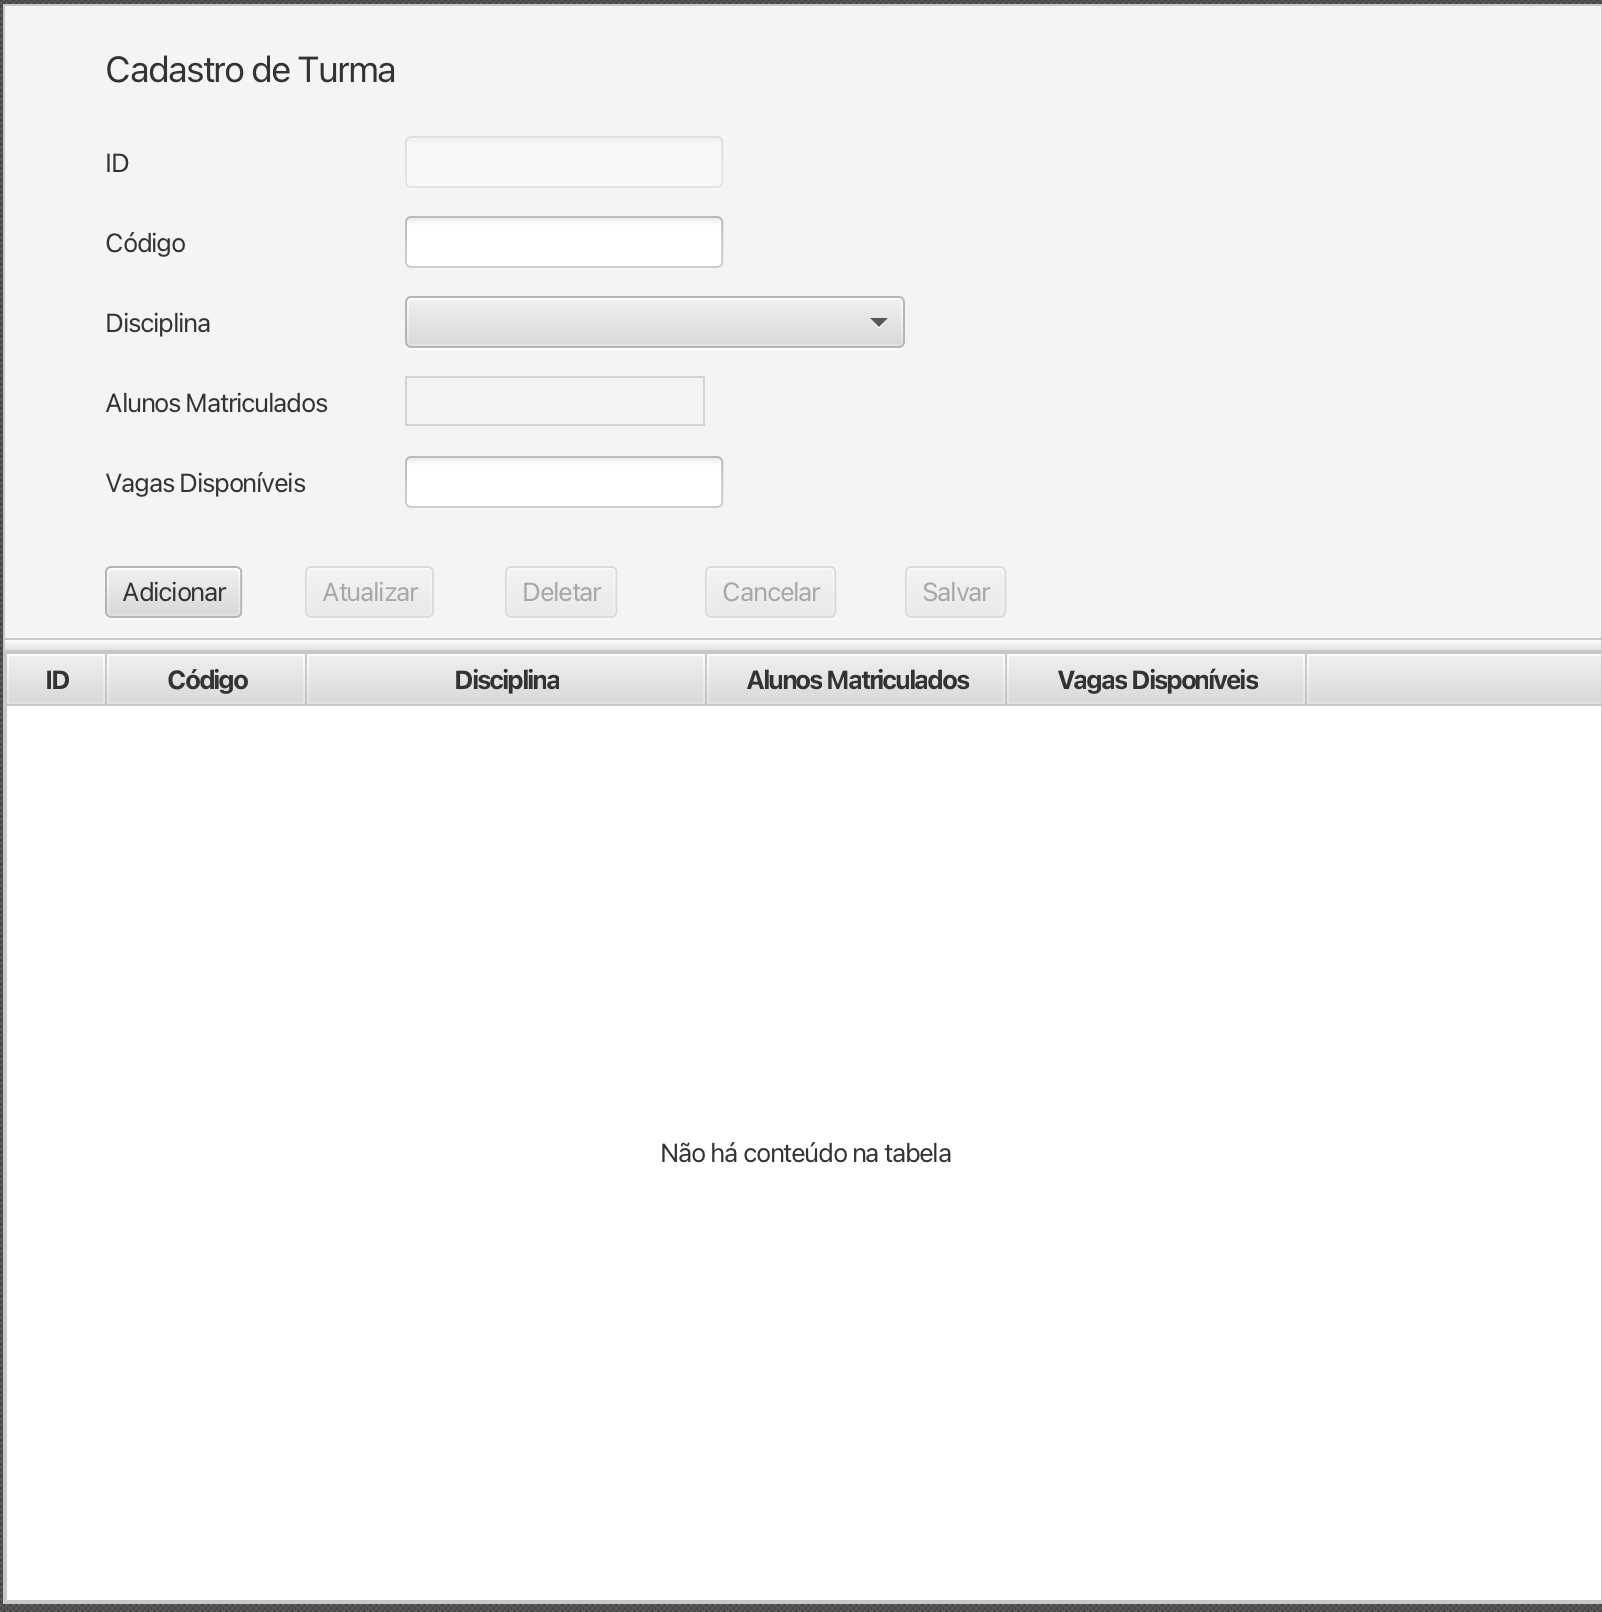 Cadastro de Turma
ID
Código
Disciplina
Alunos Matriculados
Vagas Disponíveis
Adicionar Atualizar Deletar Cancelar Salvar
ID Código Disciplina Alunos Matriculados Vagas Disponíveis
Não há conteúdo na tabela